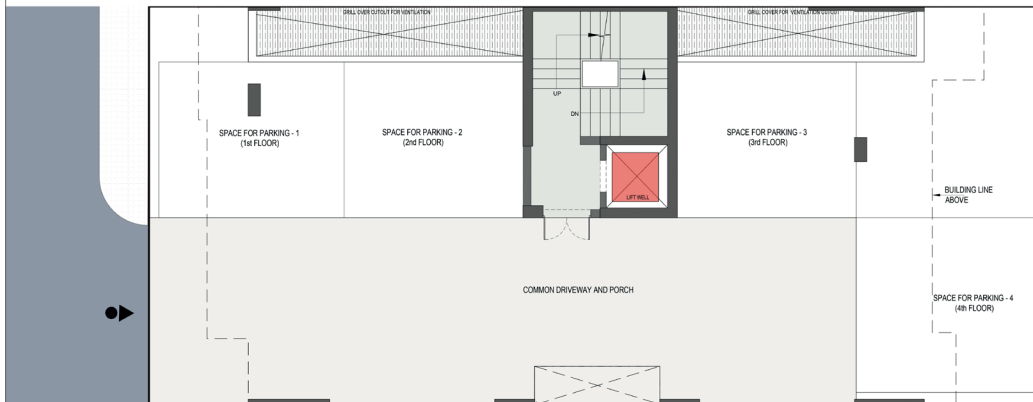 GRILL OVER CUTOUT FOR VENTILATION
GRILL COVER FOR VENTILATION CUTOUT
UP
DN
SPACE FOR PARKING - 1
(1st FLOOR)
SPACE FOR PARKING - 2
(2nd FLOOR)
SPACE FOR PARKING - 3
(3rd FLOOR)
LIFT WELL
BUILDING LINE
ABOVE
COMMON DRIVEWAY AND PORCH
SPACE FOR PARKING - 4
(4th FLOOR)